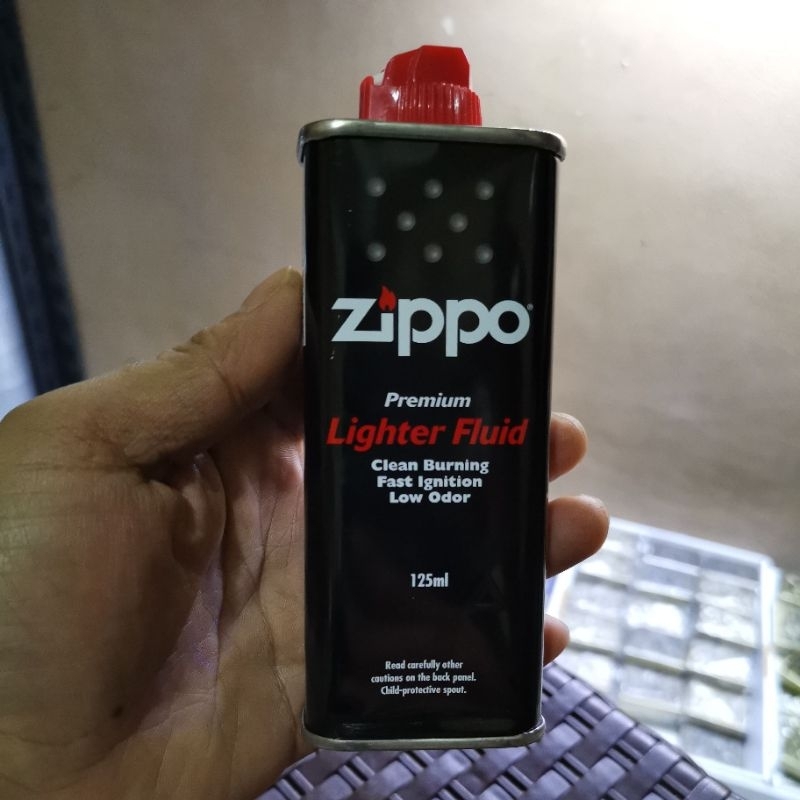 zippo®
Premium
Lighter Fluid
Clean Burning
Fast Ignition
Low Odor
125ml
Read carefully other
cautions on the back panel.
Child-protective spout.